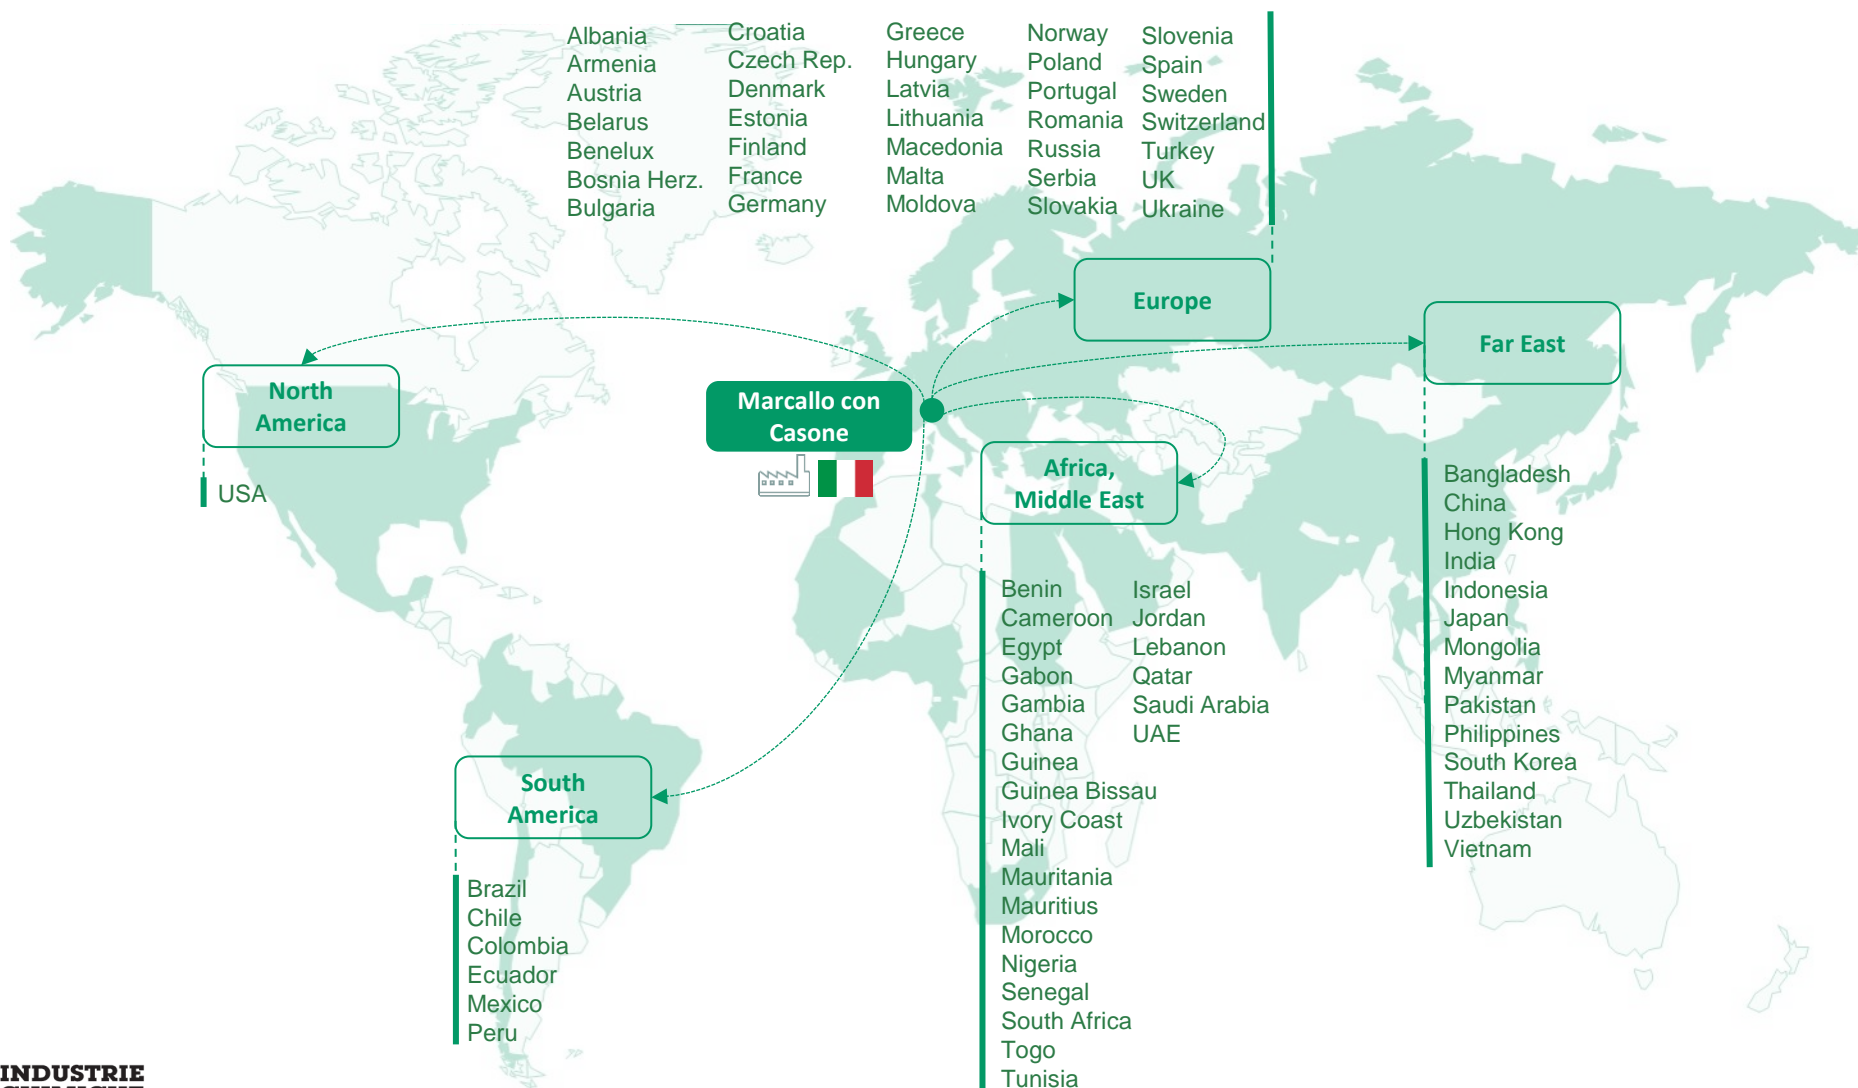 Albania
Armenia
Austria
Belarus
Benelux
Bosnia Herz.
Bulgaria
Croatia
Czech Rep.
Denmark
Estonia
Finland
France
Germany
Greece
Hungary
Latvia
Lithuania
Macedonia
Malta
Moldova
Norway
Poland
Portugal
Romania
Russia
Serbia
Slovakia
Slovenia
Spain
Sweden
Switzerland
Turkey
UK
Ukraine
Europe
Far East
North
America
Marcallo con
Casone
Africa,
Middle East
USA
Bangladesh
China
Hong Kong
India
Indonesia
Japan
Mongolia
Myanmar
Pakistan
Philippines
South Korea
Thailand
Uzbekistan
Vietnam
Benin
Cameroon
Egypt
Gabon
Gambia
Ghana
Guinea
Guinea Bissau
Ivory Coast
Mali
Mauritania
Mauritius
Morocco
Nigeria
Senegal
South Africa
Togo
Tunisia
Israel
Jordan
Lebanon
Qatar
Saudi Arabia
UAE
South
America
Brazil
Chile
Colombia
Ecuador
Mexico
Peru
INDUSTRIE